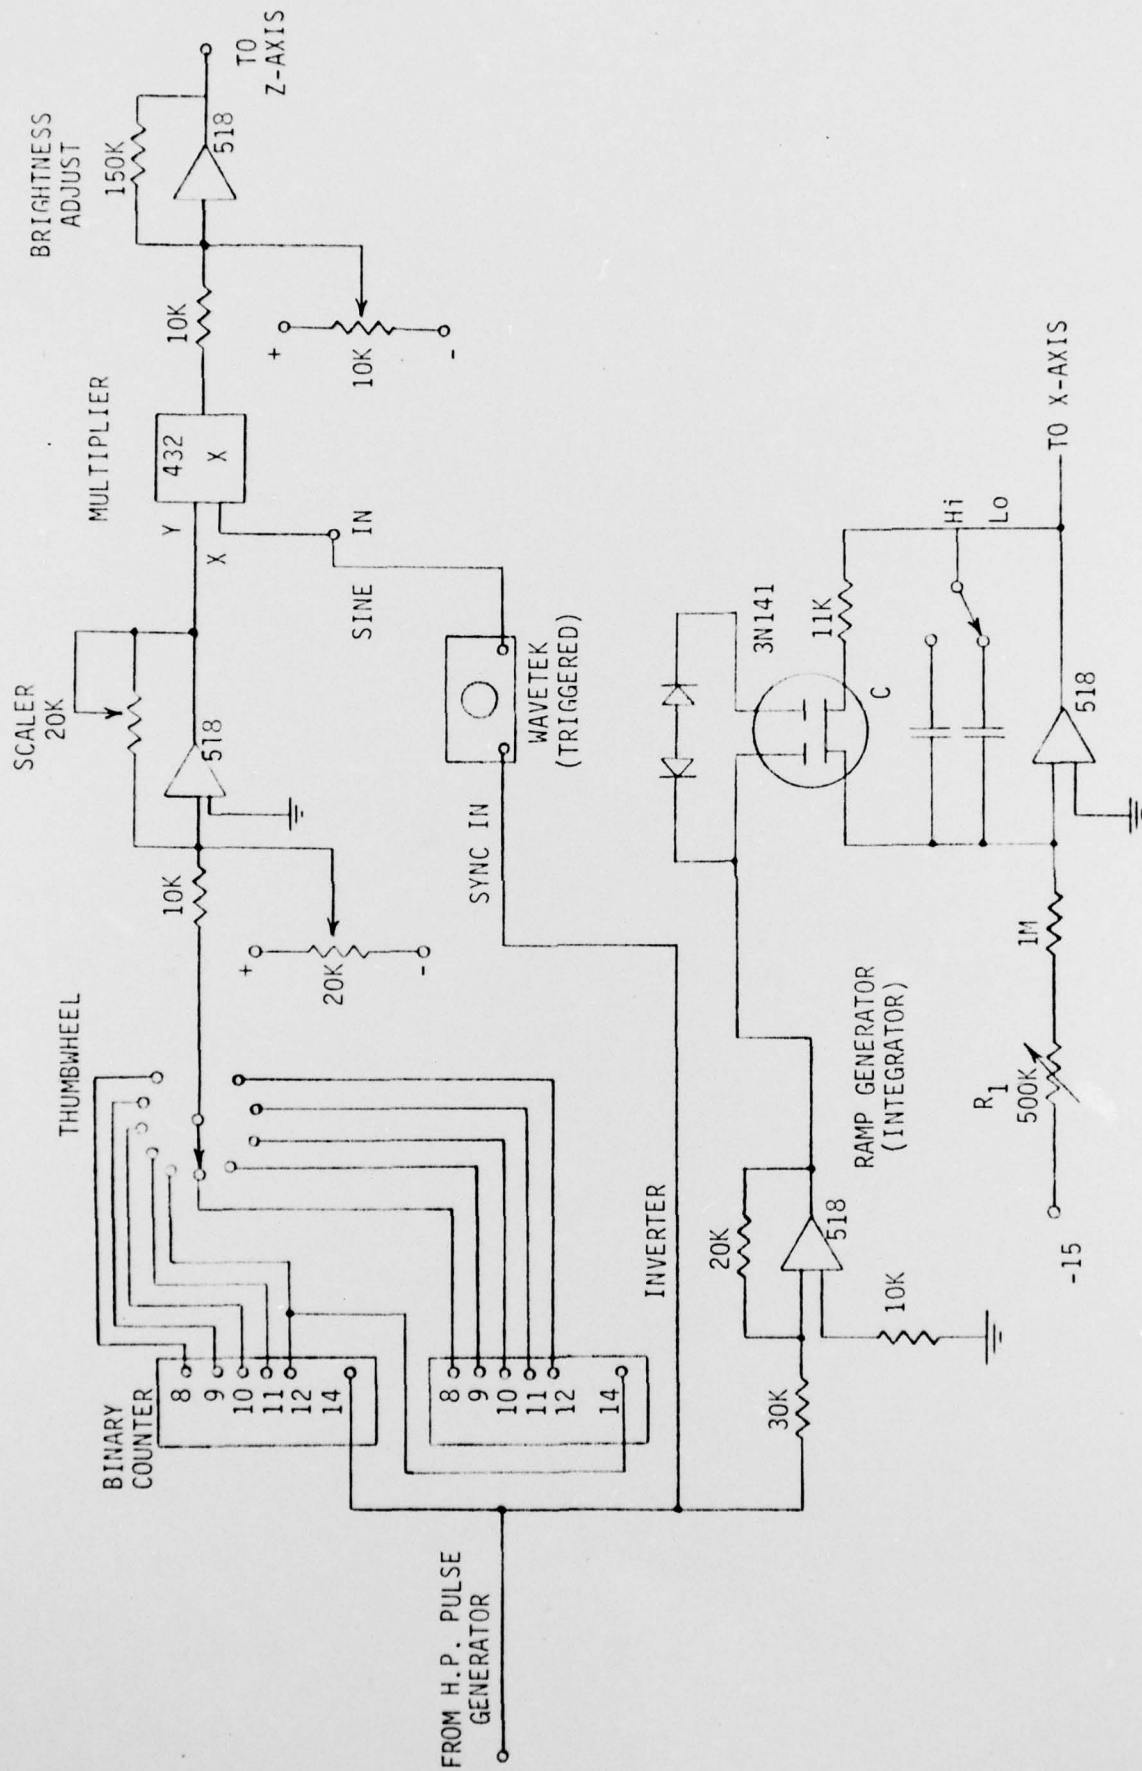 BRIGHTNESS
ADJUST
150K
518
TO
Z-AXIS
MULTIPLIER
10K
432
X
Y
X
+
10K
-
SCALER
20K
518
10K
SINE
IN
+
20K
-
THUMBWHEEL
WAVETEK
(TRIGGERED)
SYNC IN
BINARY
COUNTER
8
9
10
11
12
14
8
9
10
11
12
14
FROM H.P. PULSE
GENERATOR
INVERTER
20K
518
30K
10K
RAMP GENERATOR
(INTEGRATOR)
3N141
11K
C
Hi
Lo
518
TO X-AXIS
1M
R1
500K
-15